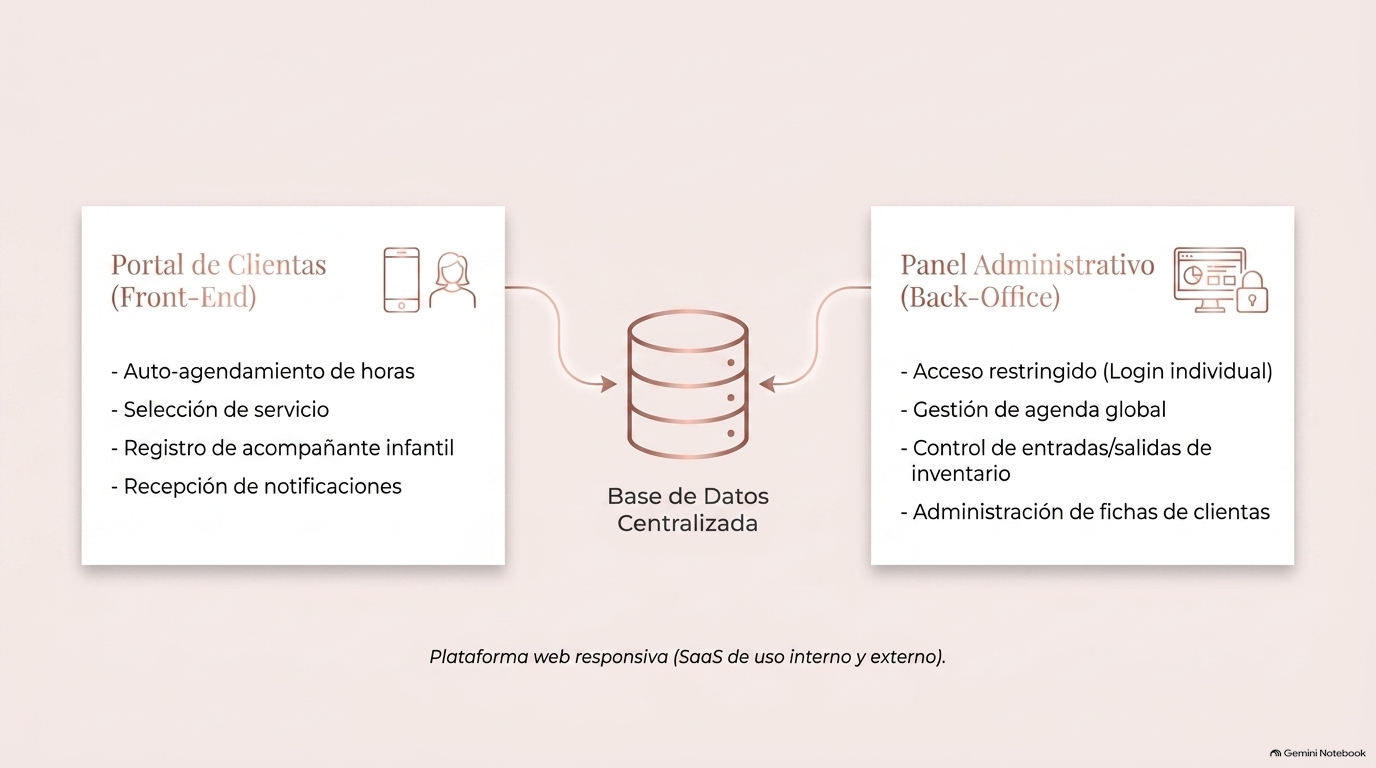 Portal de Clientas
(Front-End)
- Auto-agendamiento de horas
- Selección de servicio
- Registro de acompañante infantil
- Recepción de notificaciones
Base de Datos
Centralizada
Panel Administrativo
(Back-Office)
- Acceso restringido (Login individual)
- Gestión de agenda global
- Control de entradas/salidas de
inventario
- Administración de fichas de clientas
Plataforma web responsiva (SaaS de uso interno y externo).
Gemini Notebook